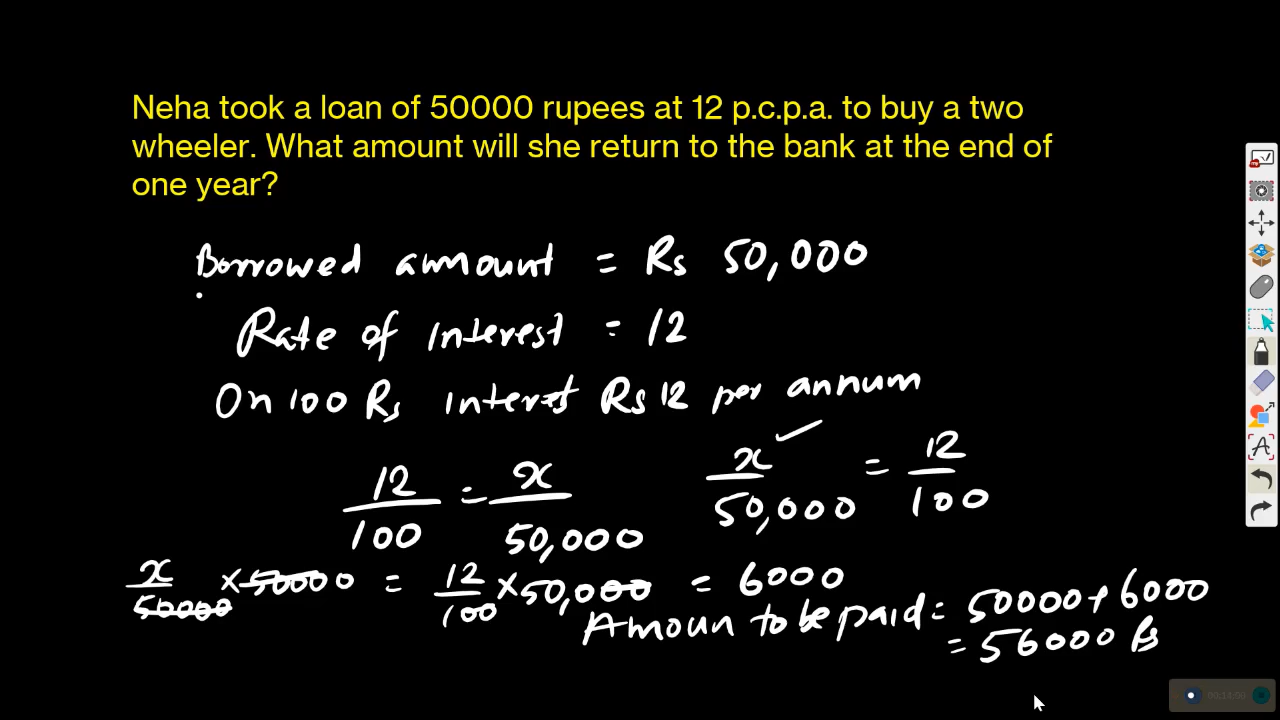 Neha took a loan of 50000 rupees at 12 p.c.p.a. to buy a two
wheeler. What amount will she return to the bank at the end of
one year?
Borrowed amount = Rs 50,000
Rate of interest = 12
On 100 Rs interest Rs 12 per annum
12/100 = x/50,000
x/50,000 = 12/100
x/50000 × 50000 = 12/100 × 50,000 = 6000
Amoun to be paid = 50000 + 6000
= 56000 Rs